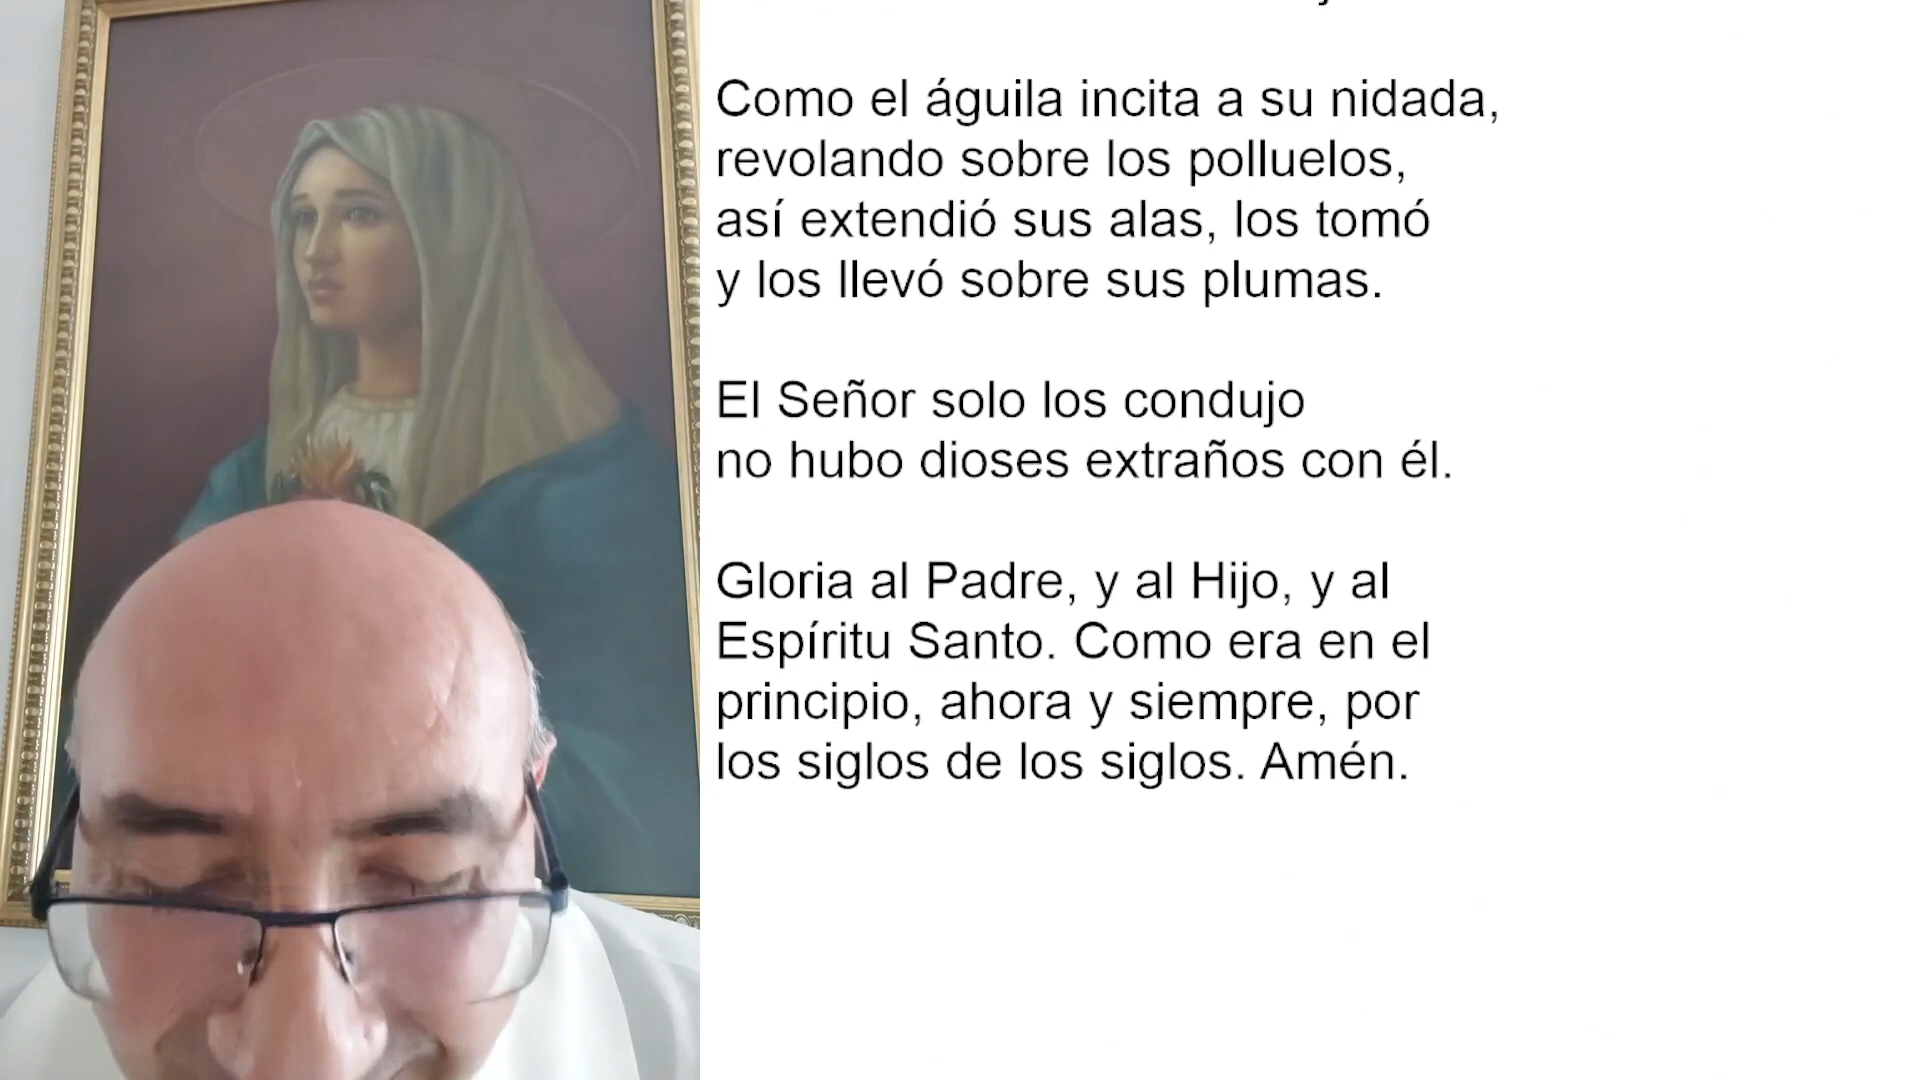 Como el águila incita a su nidada,
revolando sobre los polluelos,
así extendió sus alas, los tomó
y los llevó sobre sus plumas.
El Señor solo los condujo
no hubo dioses extraños con él.
Gloria al Padre, y al Hijo, y al
Espíritu Santo. Como era en el
principio, ahora y siempre, por
los siglos de los siglos. Amén.